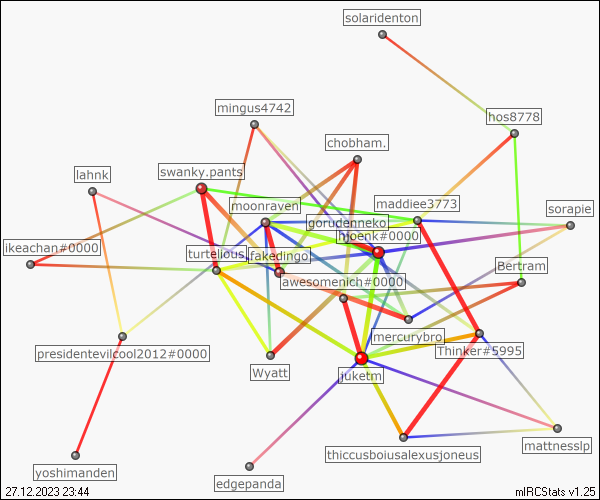 solaridenton
mingus4742
hos8778
chobham.
lahnk
swanky.pants
moonraven
maddiee3773
sorapie
gorudenneko
moenk#0000
ikeachan#0000
turtelious
fakedingo
Bertram
awesomenich#0000
mercurybro
presidentevilcool2012#0000
Thinker#5995
Wyatt
juketm
mattnesslp
thiccusboiusalexusjoneus
yoshimanden
edgepanda
27.12.2023 23:44
mIRCStats v1.25